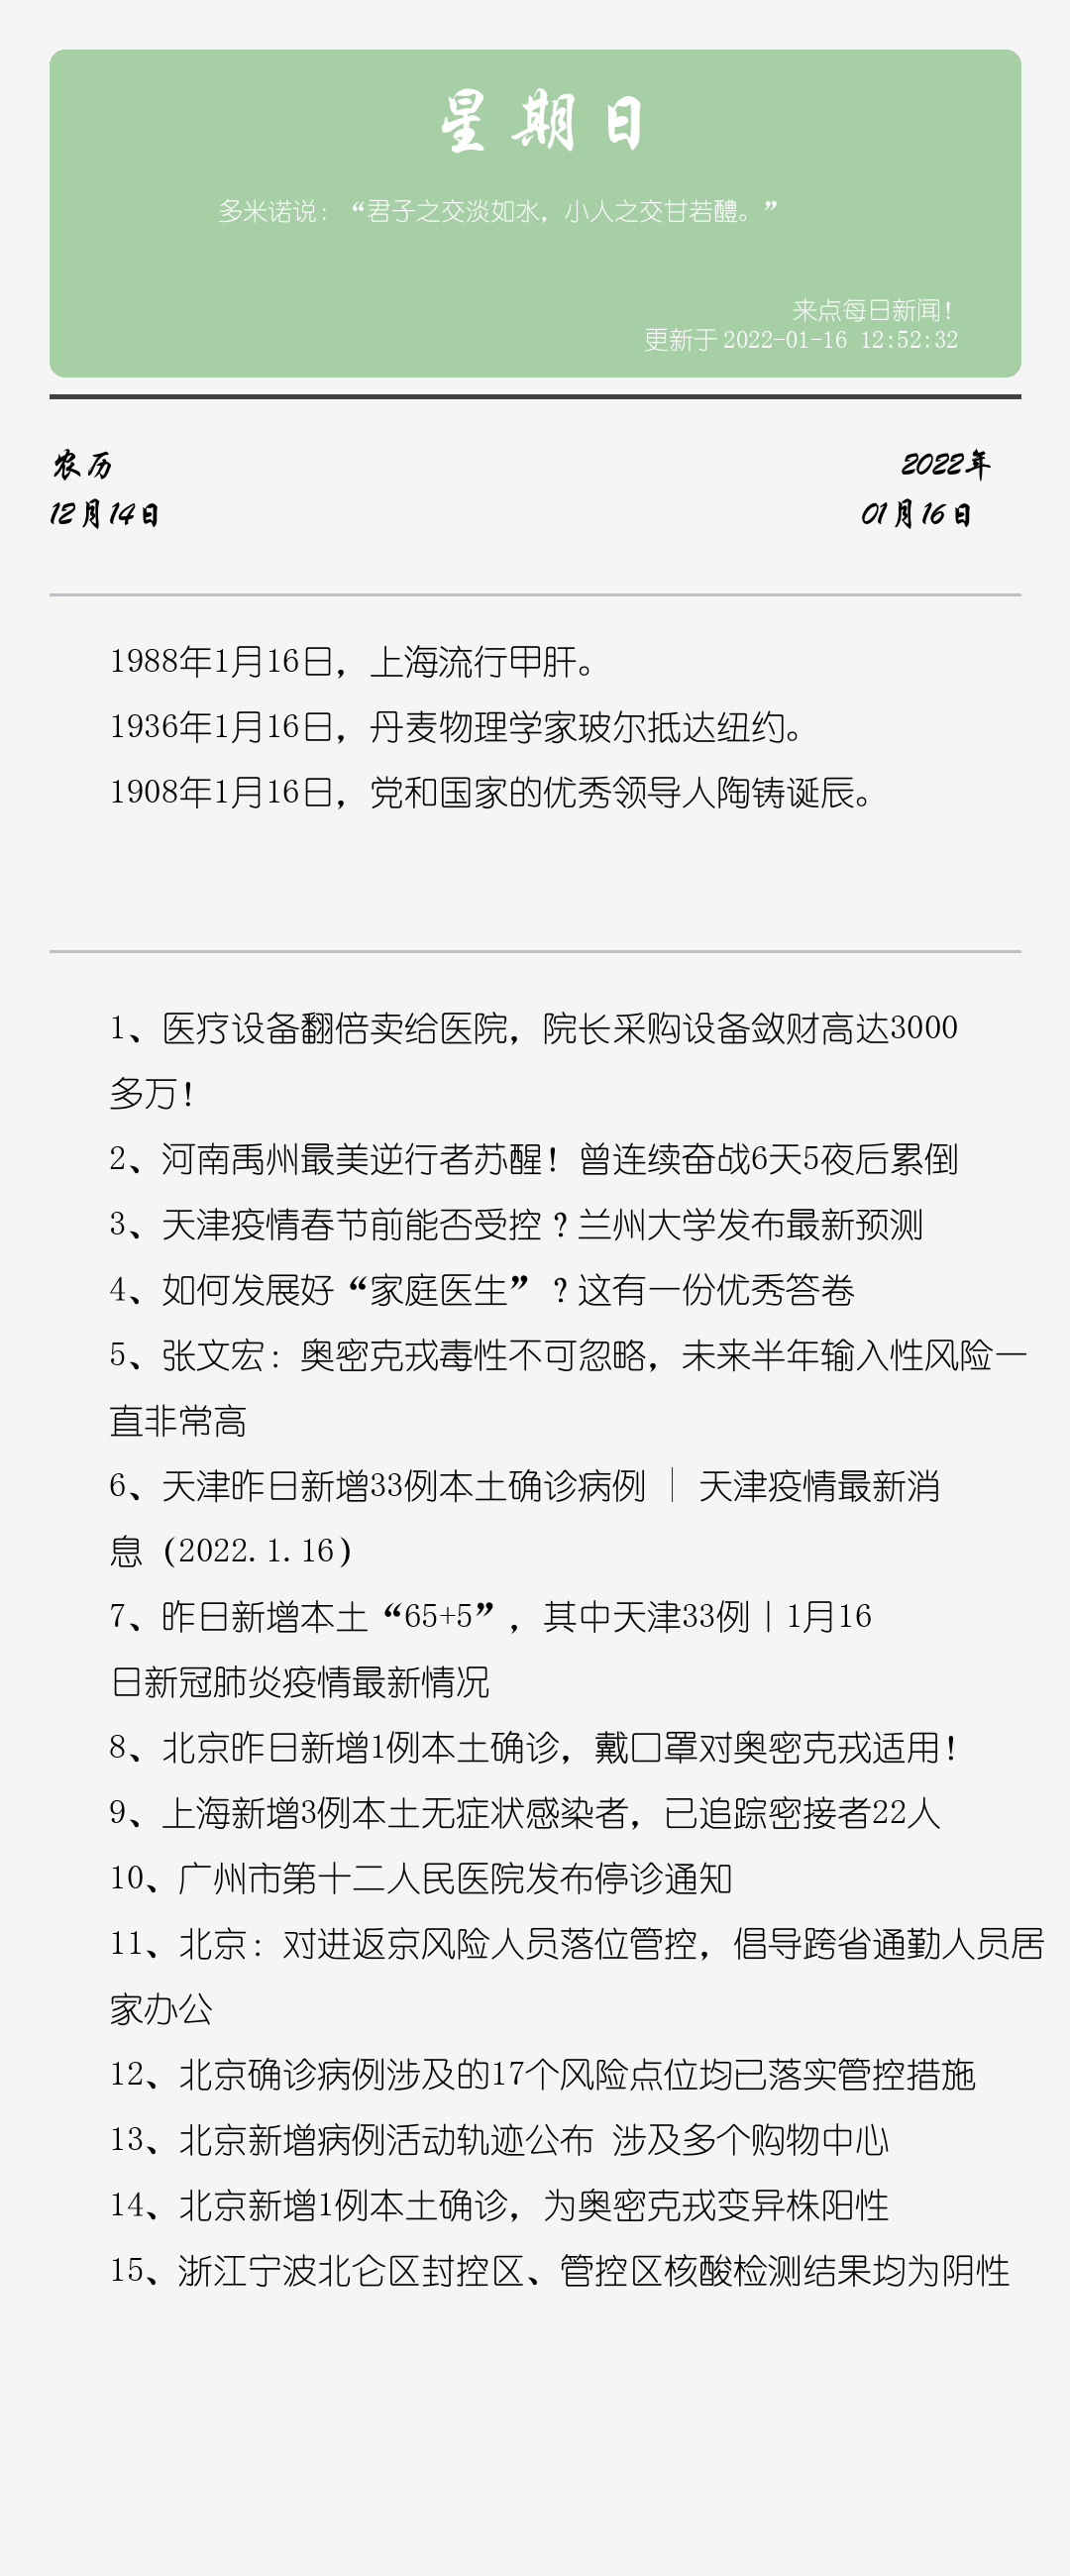 星期日
多米诺说：“君子之交淡如水，小人之交甘若醴。”
来点每日新闻！
更新于 2022-01-16 12:52:32
农历
2022年
12月14日
01月16日
1988年1月16日，上海流行甲肝。
1936年1月16日，丹麦物理学家玻尔抵达纽约。
1908年1月16日，党和国家的优秀领导人陶铸诞辰。
1、医疗设备翻倍卖给医院，院长采购设备敛财高达3000
多万！
2、河南禹州最美逆行者苏醒！曾连续奋战6天5夜后累倒
3、天津疫情春节前能否受控？兰州大学发布最新预测
4、如何发展好“家庭医生”？这有一份优秀答卷
5、张文宏：奥密克戎毒性不可忽略，未来半年输入性风险一
直非常高
6、天津昨日新增33例本土确诊病例 │ 天津疫情最新消
息（2022.1.16）
7、昨日新增本土“65+5”，其中天津33例丨1月16
日新冠肺炎疫情最新情况
8、北京昨日新增1例本土确诊，戴口罩对奥密克戎适用！
9、上海新增3例本土无症状感染者，已追踪密接者22人
10、广州市第十二人民医院发布停诊通知
11、北京：对进返京风险人员落位管控，倡导跨省通勤人员居
家办公
12、北京确诊病例涉及的17个风险点位均已落实管控措施
13、北京新增病例活动轨迹公布 涉及多个购物中心
14、北京新增1例本土确诊，为奥密克戎变异株阳性
15、浙江宁波北仑区封控区、管控区核酸检测结果均为阴性